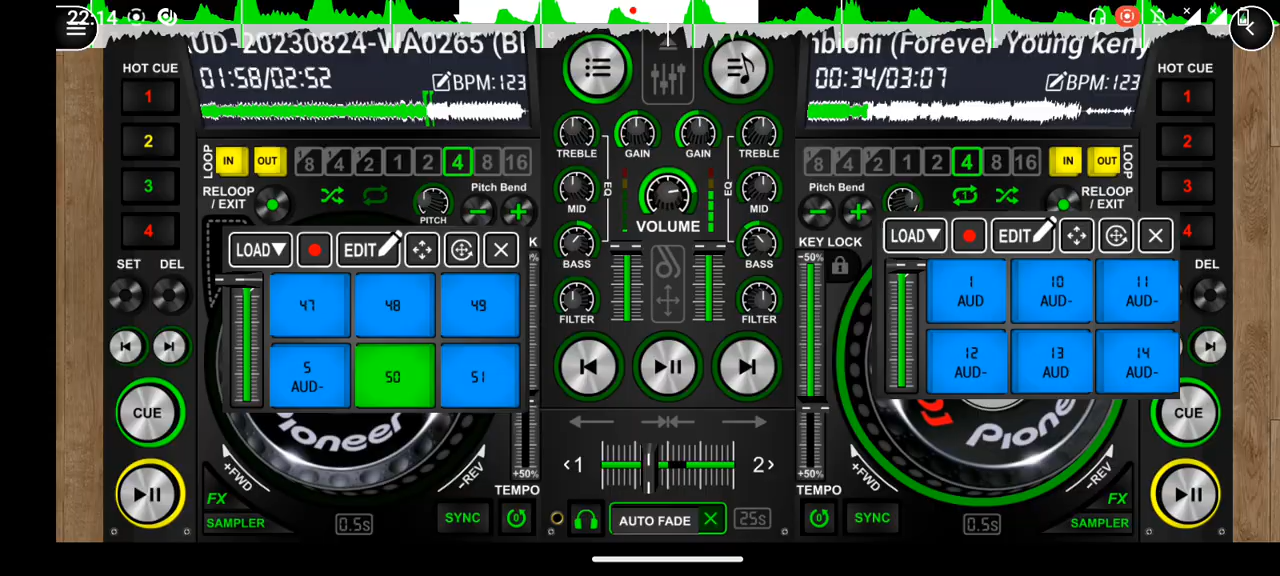 22:14
AUD-20230824-WA0265 (Bl
01:58/02:52
BPM:123
nbloni (Forever Young keny
00:34/03:07
BPM:123
HOT CUE
1
2
3
4
SET DEL
CUE
LOOP
IN OUT
/8 /4 /2 1 2 4 8 16
RELOOP
/ EXIT
PITCH
Pitch Bend
- +
LOAD▼ EDIT
47 48 49
5
AUD-
50 51
Pioneer
+FWD
-REV
FX
SAMPLER
0.5s
+50%
TEMPO
SYNC
0
TREBLE
GAIN
GAIN
TREBLE
EQ
EQ
MID
VOLUME
MID
BASS
BASS
FILTER
FILTER
<1 2>
AUTO FADE
25s
/8 /4 /2 1 2 4 8 16
IN OUT
LOOP
Pitch Bend
- +
RELOOP
/ EXIT
KEY LOCK
-50%
LOAD▼ EDIT
1
AUD
10
AUD-
11
AUD-
12
AUD-
13
AUD
14
AUD-
Pione
+FWD
-REV
+50%
TEMPO
0
SYNC
0.5s
FX
SAMPLER
HOT CUE
1
2
3
4
DEL
CUE